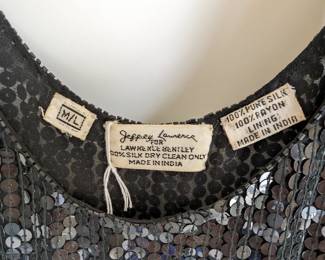 M/L
Jeffrey Lawrence
FOR
LAWRENCE BENTLEY
100% SILK DRY CLEAN ONLY
MADE IN INDIA
100% PURE SILK
100% RAYON
LINING
MADE IN INDIA